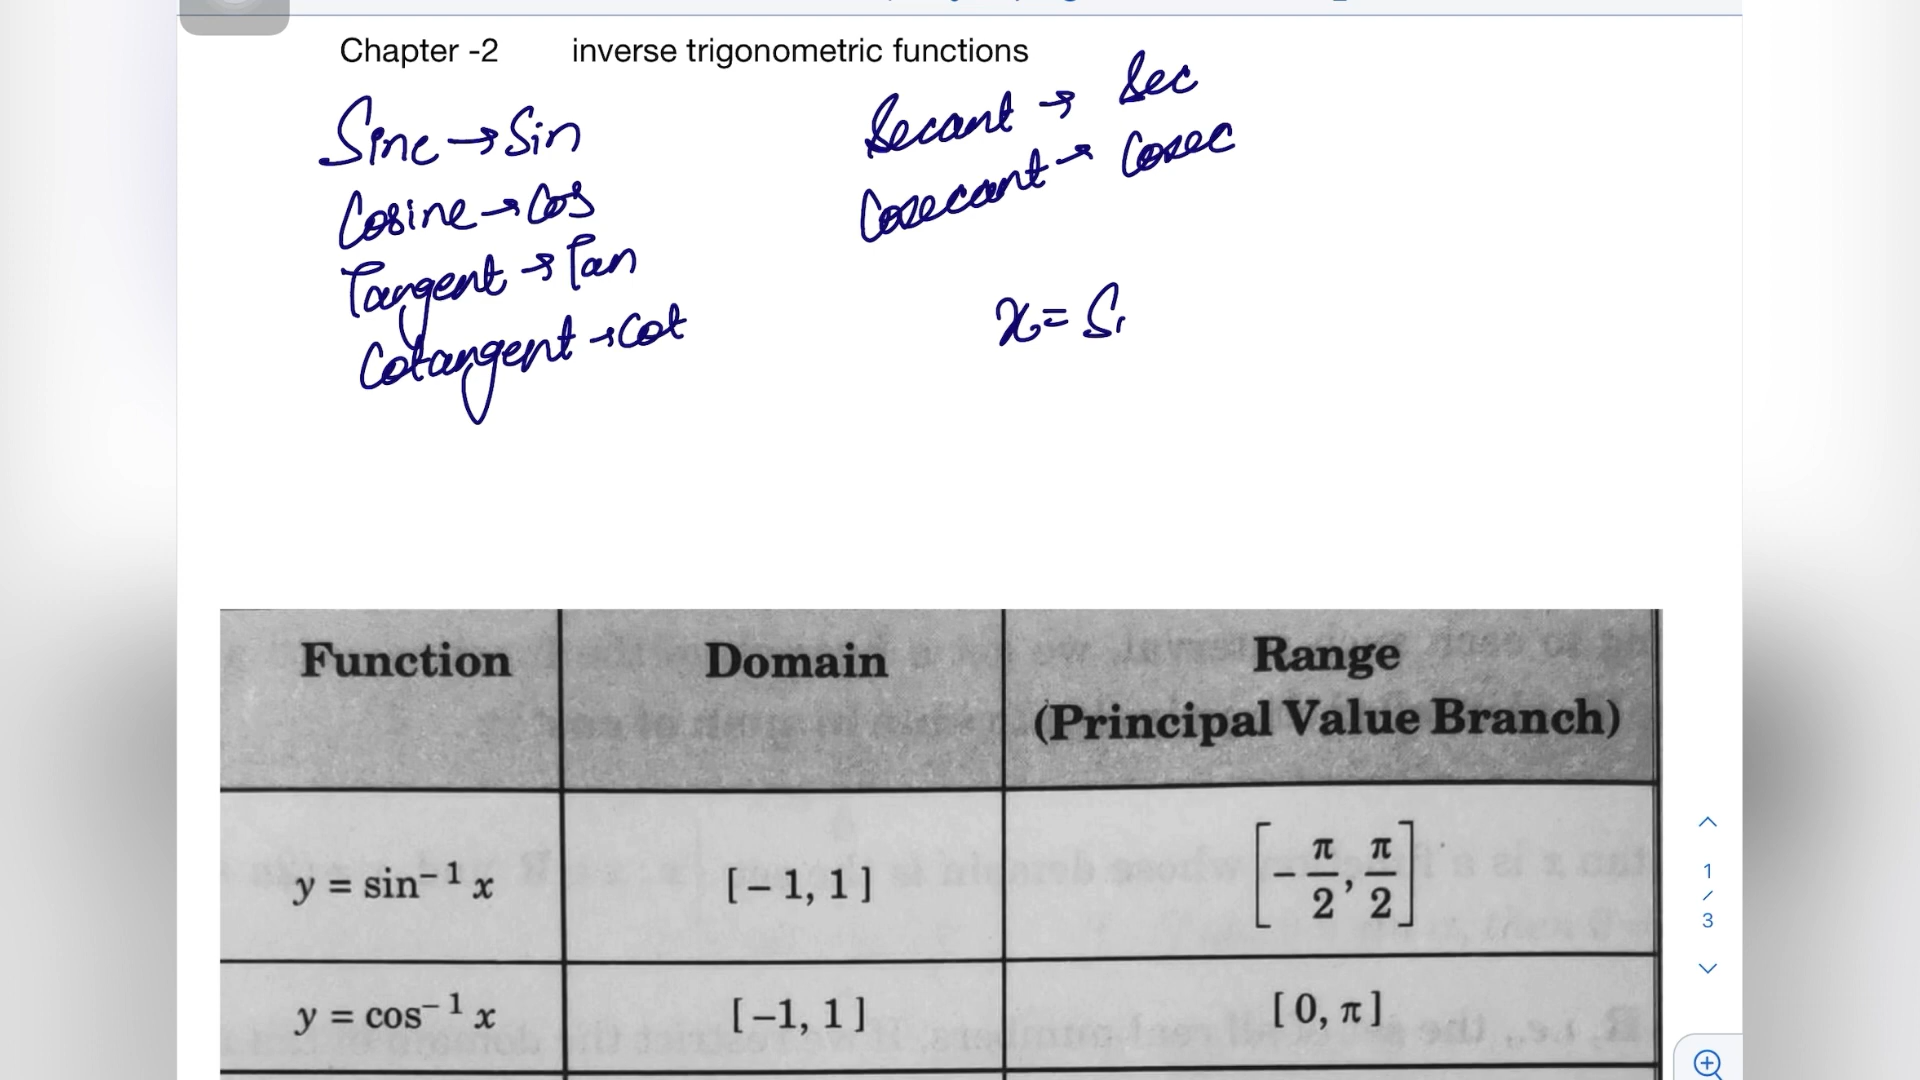 Chapter -2 inverse trigonometric functions
Sine → Sin
Cosine → Cos
Tangent → Tan
Cotangent → Cot
Secant → Sec
Cosecant → Cosec
x = Si
Function Domain Range
(Principal Value Branch)
y = sin⁻¹ x [– 1, 1] [-π/2, π/2]
y = cos⁻¹ x [–1, 1] [0, π]
1
/
3